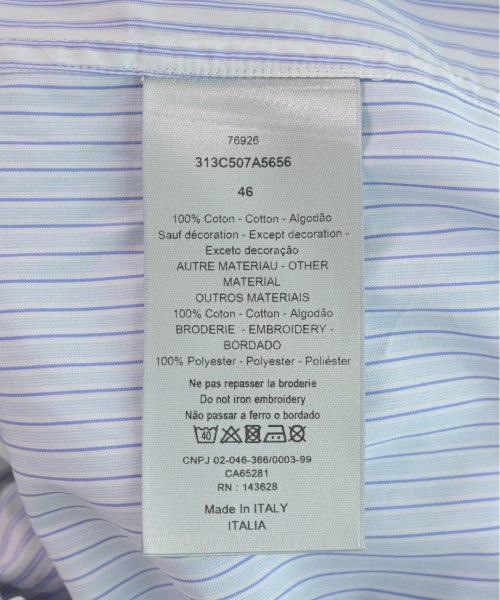 76926
313C507A5656
46
100% Coton - Cotton - Algodão
Sauf décoration - Except decoration -
Exceto decoração
AUTRE MATERIAU - OTHER
MATERIAL
OUTROS MATERIAIS
100% Coton - Cotton - Algodão
BRODERIE - EMBROIDERY -
BORDADO
100% Polyester - Polyester - Poliéster
Ne pas repasser la broderie
Do not iron embroidery
Não passar a ferro o bordado
40
CNPJ 02-046-366/0003-99
CA65281
RN : 143628
Made In ITALY
ITALIA